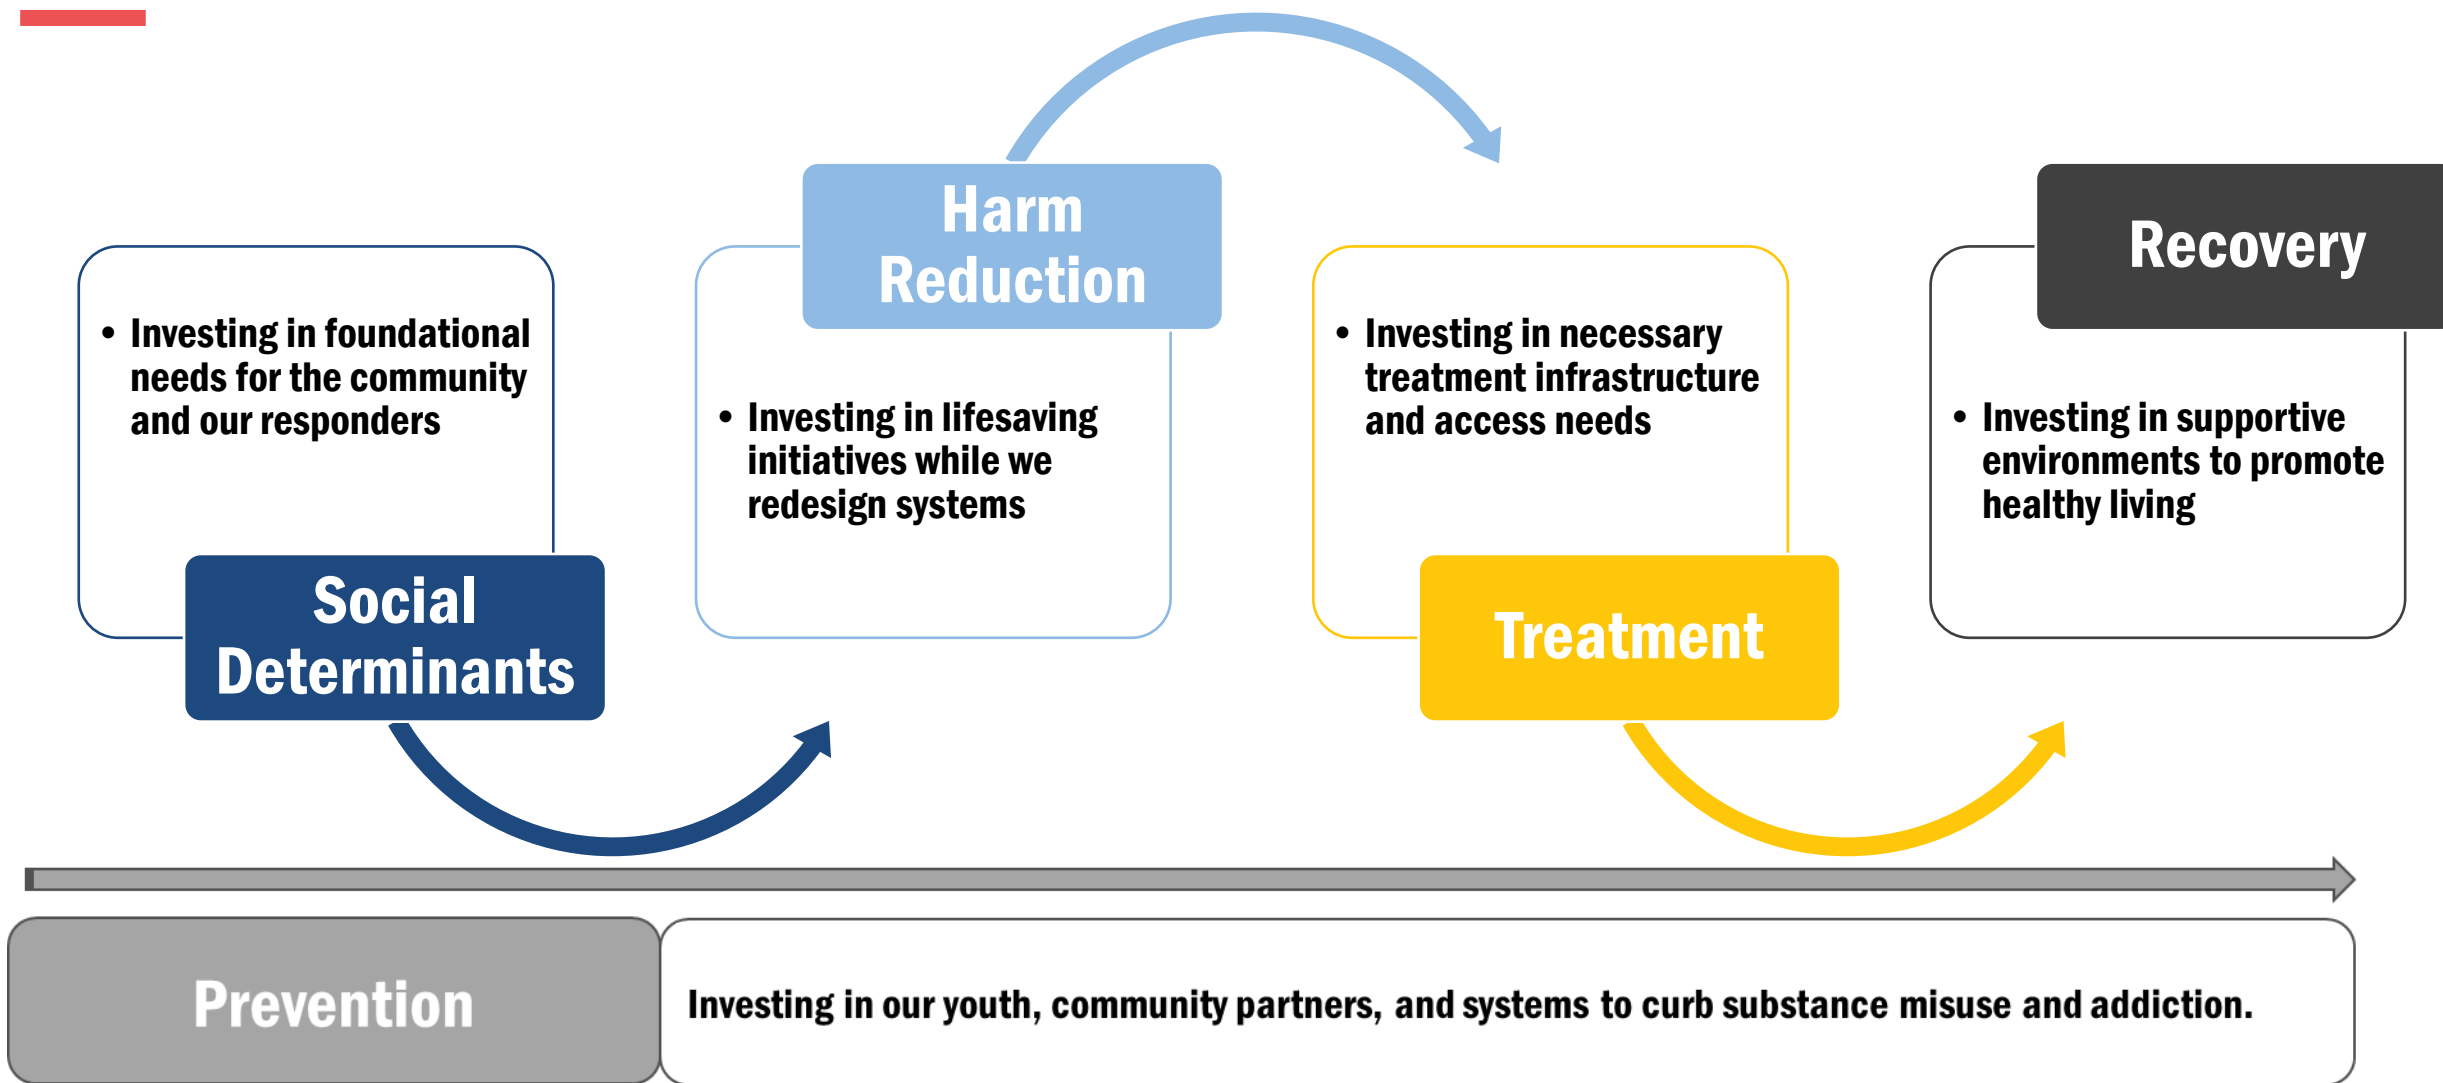 • Investing in foundational
needs for the community
and our responders
Social
Determinants
Harm
Reduction
• Investing in lifesaving
initiatives while we
redesign systems
• Investing in necessary
treatment infrastructure
and access needs
Treatment
Recovery
• Investing in supportive
environments to promote
healthy living
Prevention
Investing in our youth, community partners, and systems to curb substance misuse and addiction.